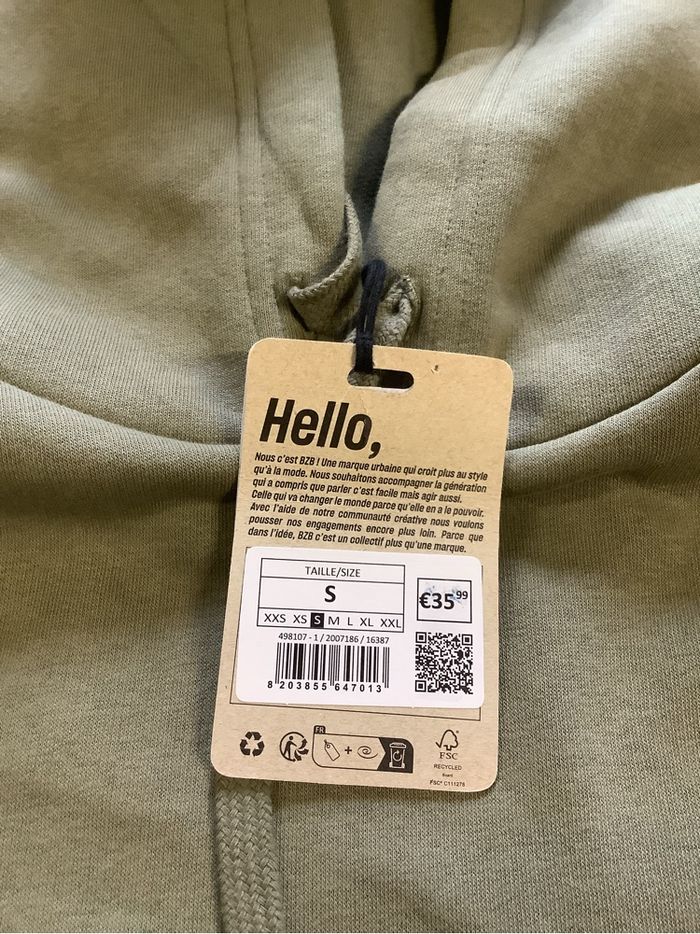 Hello,
Nous c'est BZB ! Une marque urbaine qui croit plus au style
qu'à la mode. Nous souhaitons accompagner la génération
qui a compris que parler c'est facile mais agir aussi.
Celle qui va changer le monde parce qu'elle en a le pouvoir.
Avec l'aide de notre communauté créative nous voulons
pousser nos engagements encore plus loin. Parce que
dans l'idée, BZB c'est un collectif plus qu'une marque.
TAILLE/SIZE
S
€35,99
XXS XS S M L XL XXL
498107 - 1 / 2007186 / 16387
8 203855 647013
FR
+
FSC
RECYCLED
Board
FSC® C111278